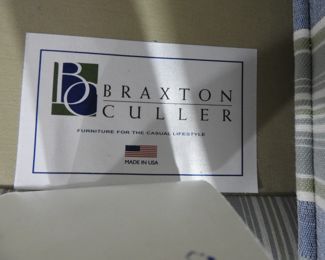 BC
BRAXTON
CULLER
FURNITURE FOR THE CASUAL LIFESTYLE
MADE IN USA